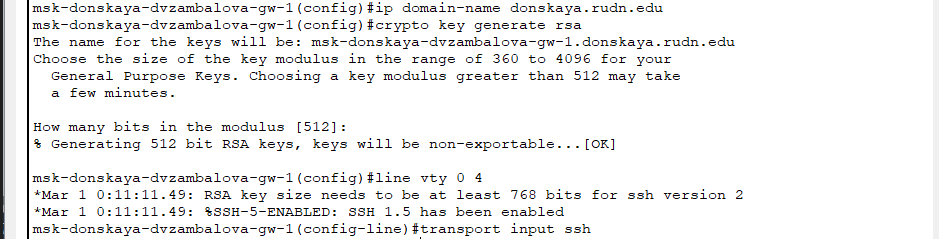 msk-donskaya-dvzambalova-gw-1(config)#ip domain-name donskaya.rudn.edu
msk-donskaya-dvzambalova-gw-1(config)#crypto key generate rsa
The name for the keys will be: msk-donskaya-dvzambalova-gw-1.donskaya.rudn.edu
Choose the size of the key modulus in the range of 360 to 4096 for your
  General Purpose Keys. Choosing a key modulus greater than 512 may take
  a few minutes.

How many bits in the modulus [512]:
% Generating 512 bit RSA keys, keys will be non-exportable...[OK]

msk-donskaya-dvzambalova-gw-1(config)#line vty 0 4
*Mar 1 0:11:11.49: RSA key size needs to be at least 768 bits for ssh version 2
*Mar 1 0:11:11.49: %SSH-5-ENABLED: SSH 1.5 has been enabled
msk-donskaya-dvzambalova-gw-1(config-line)#transport input ssh